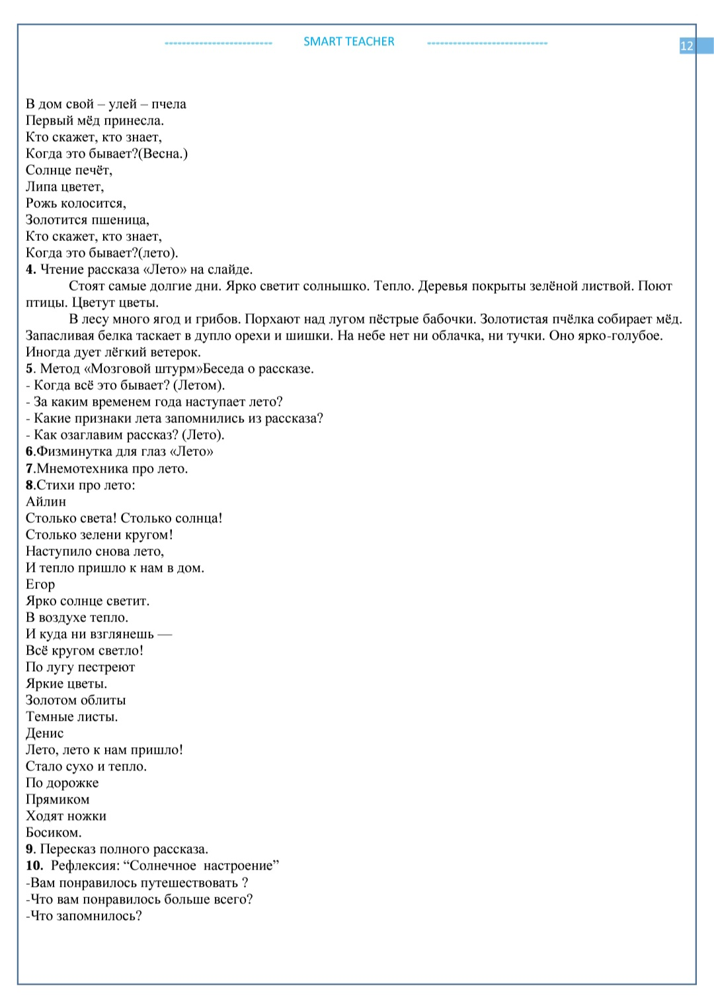 SMART TEACHER
12
В дом свой – улей – пчела
Первый мёд принесла.
Кто скажет, кто знает,
Когда это бывает?(Весна.)
Солнце печёт,
Липа цветет,
Рожь колосится,
Золотится пшеница,
Кто скажет, кто знает,
Когда это бывает?(лето).
4. Чтение рассказа «Лето» на слайде.
Стоят самые долгие дни. Ярко светит солнышко. Тепло. Деревья покрыты зелёной листвой. Поют
птицы. Цветут цветы.
В лесу много ягод и грибов. Порхают над лугом пёстрые бабочки. Золотистая пчёлка собирает мёд.
Запасливая белка таскает в дупло орехи и шишки. На небе нет ни облачка, ни тучки. Оно ярко-голубое.
Иногда дует лёгкий ветерок.
5. Метод «Мозговой штурм»Беседа о рассказе.
- Когда всё это бывает? (Летом).
- За каким временем года наступает лето?
- Какие признаки лета запомнились из рассказа?
- Как озаглавим рассказ? (Лето).
6.Физминутка для глаз «Лето»
7.Мнемотехника про лето.
8.Стихи про лето:
Айлин
Столько света! Столько солнца!
Столько зелени кругом!
Наступило снова лето,
И тепло пришло к нам в дом.
Егор
Ярко солнце светит.
В воздухе тепло.
И куда ни взглянешь —
Всё кругом светло!
По лугу пестреют
Яркие цветы.
Золотом облиты
Темные листы.
Денис
Лето, лето к нам пришло!
Стало сухо и тепло.
По дорожке
Прямиком
Ходят ножки
Босиком.
9. Пересказ полного рассказа.
10. Рефлексия: “Солнечное настроение”
-Вам понравилось путешествовать ?
-Что вам понравилось больше всего?
-Что запомнилось?